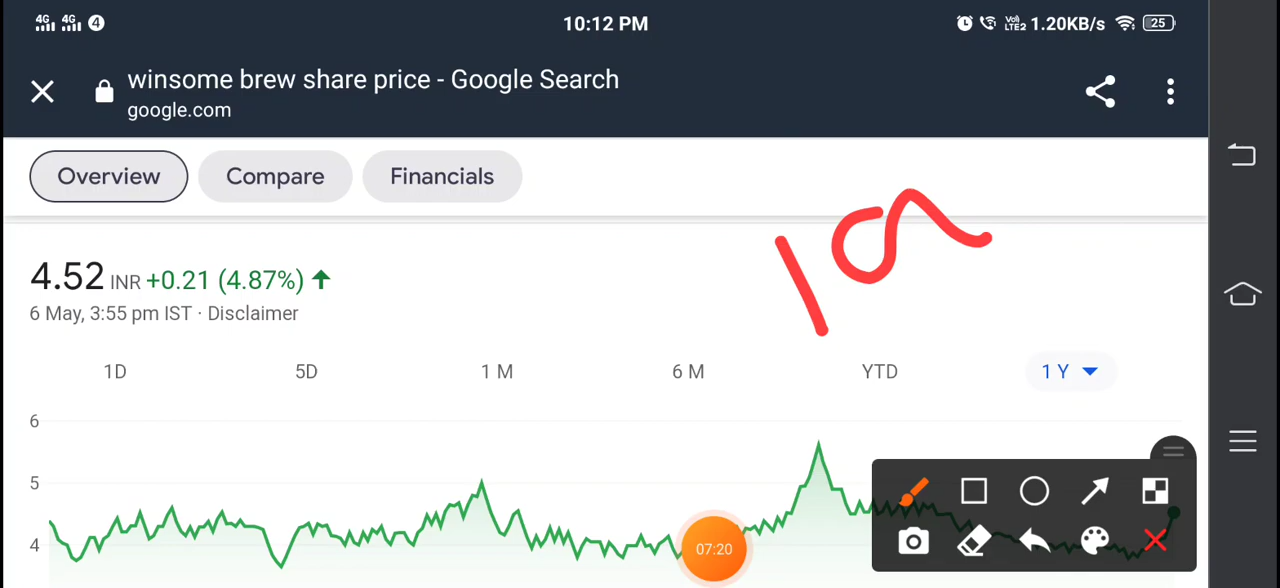 4G 4G 4 10:12 PM VoI LTE2 1.20KB/s 25
winsome brew share price - Google Search
google.com
Overview Compare Financials
4.52 INR +0.21 (4.87%)
6 May, 3:55 pm IST · Disclaimer
1D 5D 1 M 6 M YTD 1 Y
6
5
4
07:20